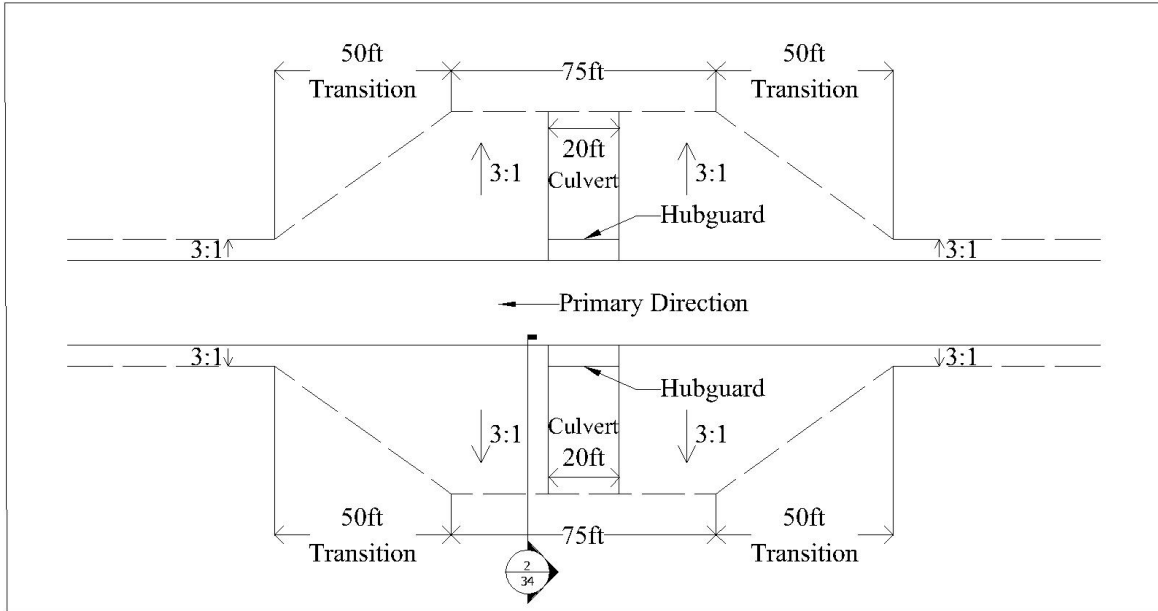 50ft
Transition
75ft
50ft
Transition
20ft
Culvert
3:1
3:1
Hubguard
3:1
3:1
Primary Direction
3:1
3:1
Hubguard
3:1
Culvert
3:1
20ft
50ft
Transition
75ft
50ft
Transition
2
34